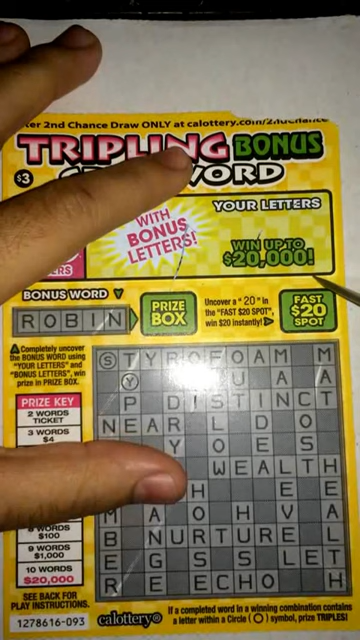 2nd Chance Draw ONLY at calottery.com/2ndchance
TRIPLING BONUS
$3
WITH
BONUS
LETTERS!
YOUR LETTERS
WIN UP TO
$20,000!
BONUS WORD
ROBIN
PRIZE
BOX
Uncover a "20" in
the "FAST $20 SPOT",
win $20 instantly!
FAST
$20
SPOT
Completely uncover
the BONUS WORD using
"YOUR LETTERS" and
"BONUS LETTERS", win
prize in PRIZE BOX.
PRIZE KEY
2 WORDS
TICKET
3 WORDS
$4
8 WORDS
$100
9 WORDS
$1,000
10 WORDS
$20,000
STYROFOAM
DISTINCT
NEAR
WEALTH
NURTURE
LET
ECHO
SEE BACK FOR
PLAY INSTRUCTIONS.
1278616-093
calottery
If a completed word in a winning combination contains
a letter within a Circle (O) symbol, prize TRIPLES!